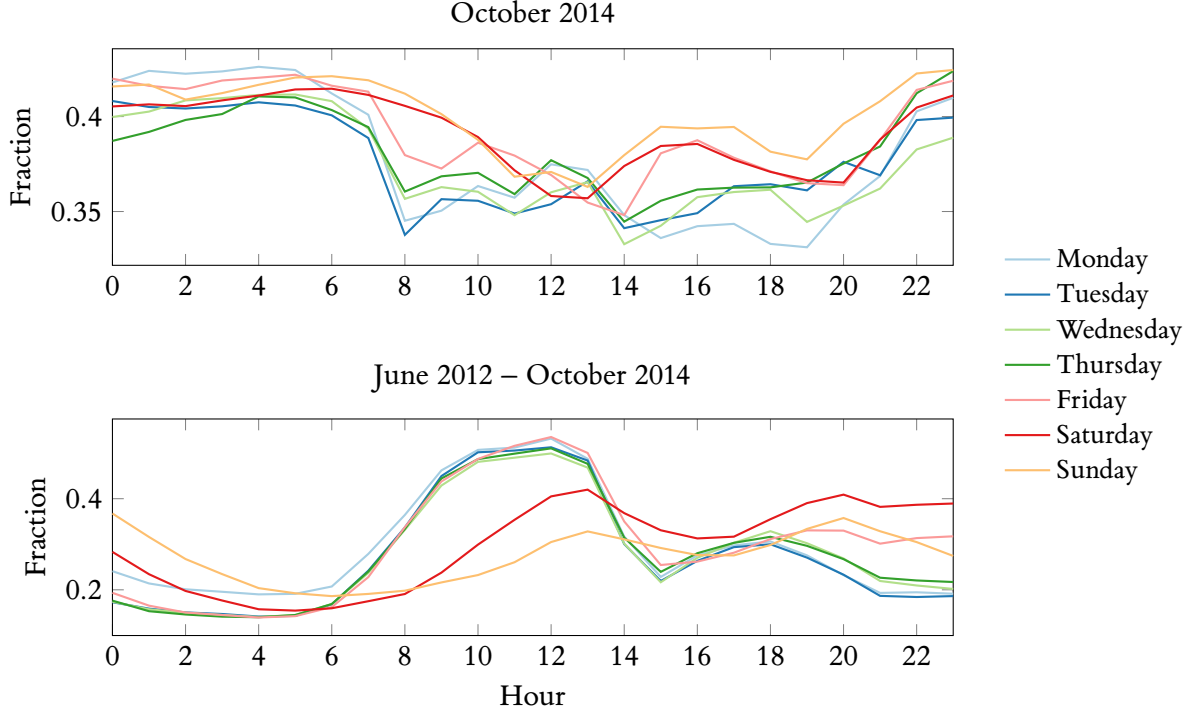 October 2014
Fraction
0.4
0.35
0 2 4 6 8 10 12 14 16 18 20 22
Monday
Tuesday
Wednesday
Thursday
Friday
Saturday
Sunday
June 2012 – October 2014
Fraction
0.4
0.2
0 2 4 6 8 10 12 14 16 18 20 22
Hour